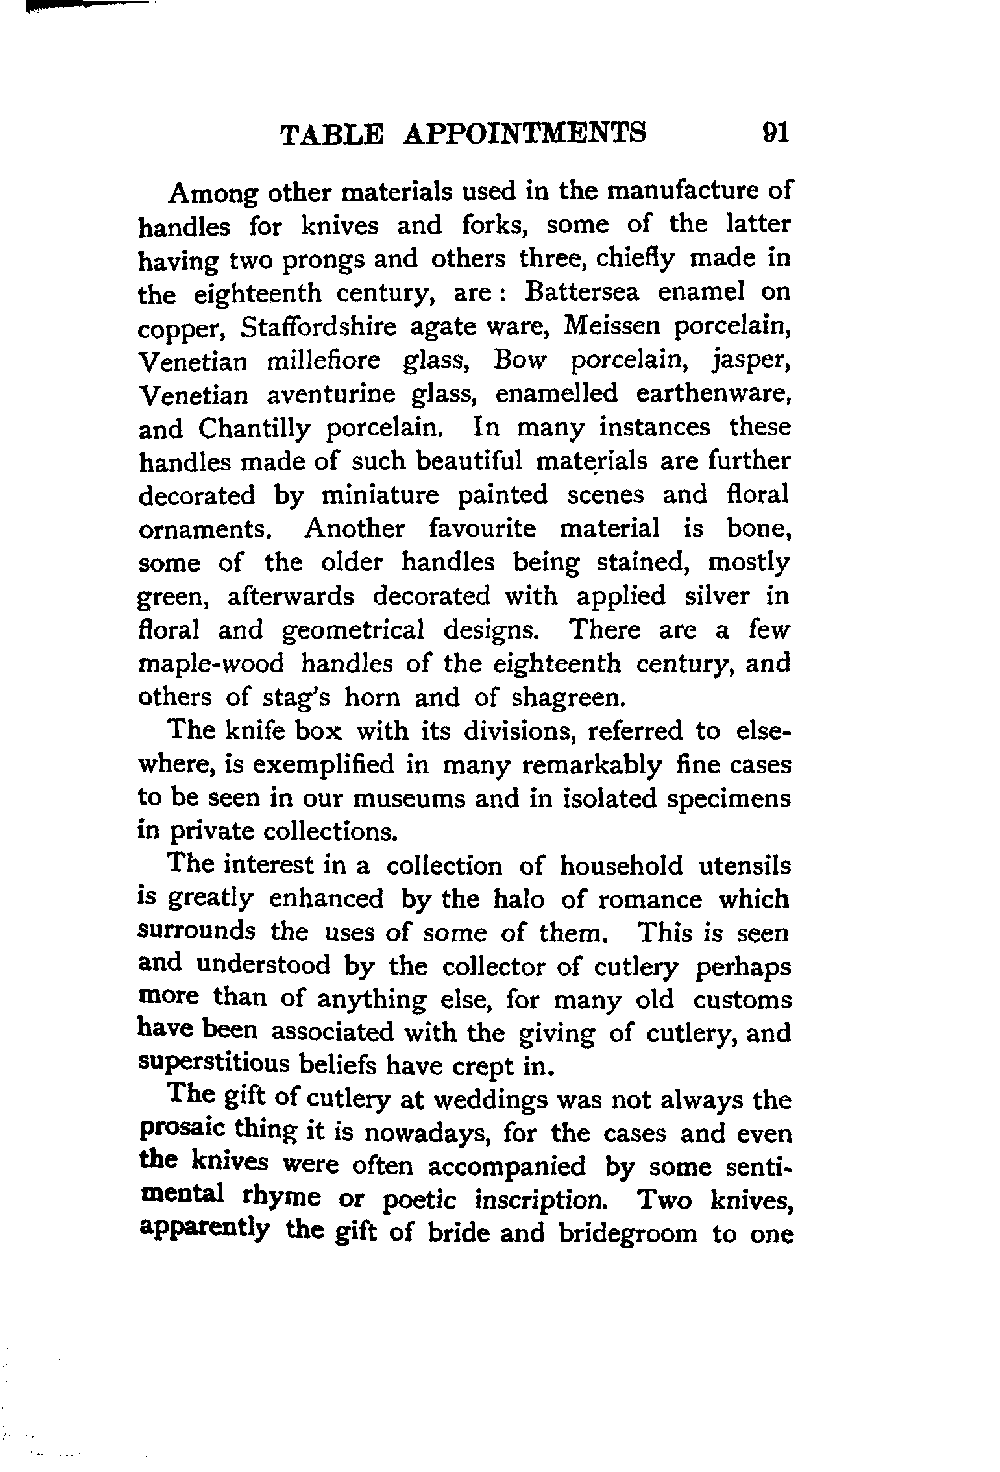 TABLE APPOINTMENTS 91
Among other materials used in the manufacture of
handles for knives and forks, some of the latter
having two prongs and others three, chiefly made in
the eighteenth century, are : Battersea enamel on
copper, Staffordshire agate ware, Meissen porcelain,
Venetian millefiore glass, Bow porcelain, jasper,
Venetian aventurine glass, enamelled earthenware,
and Chantilly porcelain. In many instances these
handles made of such beautiful materials are further
decorated by miniature painted scenes and floral
ornaments. Another favourite material is bone,
some of the older handles being stained, mostly
green, afterwards decorated with applied silver in
floral and geometrical designs. There are a few
maple-wood handles of the eighteenth century, and
others of stag's horn and of shagreen.
The knife box with its divisions, referred to else-
where, is exemplified in many remarkably fine cases
to be seen in our museums and in isolated specimens
in private collections.
The interest in a collection of household utensils
is greatly enhanced by the halo of romance which
surrounds the uses of some of them. This is seen
and understood by the collector of cutlery perhaps
more than of anything else, for many old customs
have been associated with the giving of cutlery, and
superstitious beliefs have crept in.
The gift of cutlery at weddings was not always the
prosaic thing it is nowadays, for the cases and even
the knives were often accompanied by some senti-
mental rhyme or poetic inscription. Two knives,
apparently the gift of bride and bridegroom to one